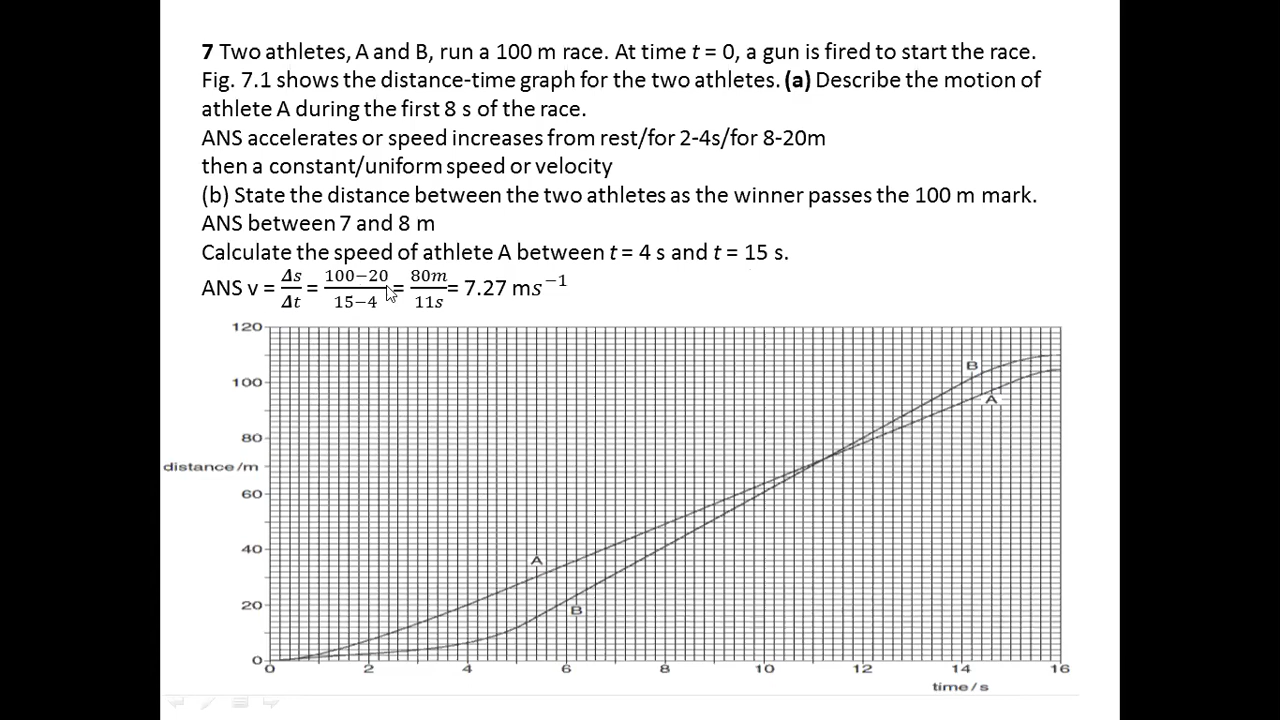 7 Two athletes, A and B, run a 100 m race. At time t = 0, a gun is fired to start the race.
Fig. 7.1 shows the distance-time graph for the two athletes. (a) Describe the motion of
athlete A during the first 8 s of the race.
ANS accelerates or speed increases from rest/for 2-4s/for 8-20m
then a constant/uniform speed or velocity
(b) State the distance between the two athletes as the winner passes the 100 m mark.
ANS between 7 and 8 m
Calculate the speed of athlete A between t = 4 s and t = 15 s.
ANS v = Δs/Δt = 100−20/15−4 = 80m/11s = 7.27 ms⁻¹
120
B
100
A
80
distance/m
60
40
A
20
B
0
0 2 4 6 8 10 12 14 16
time/s